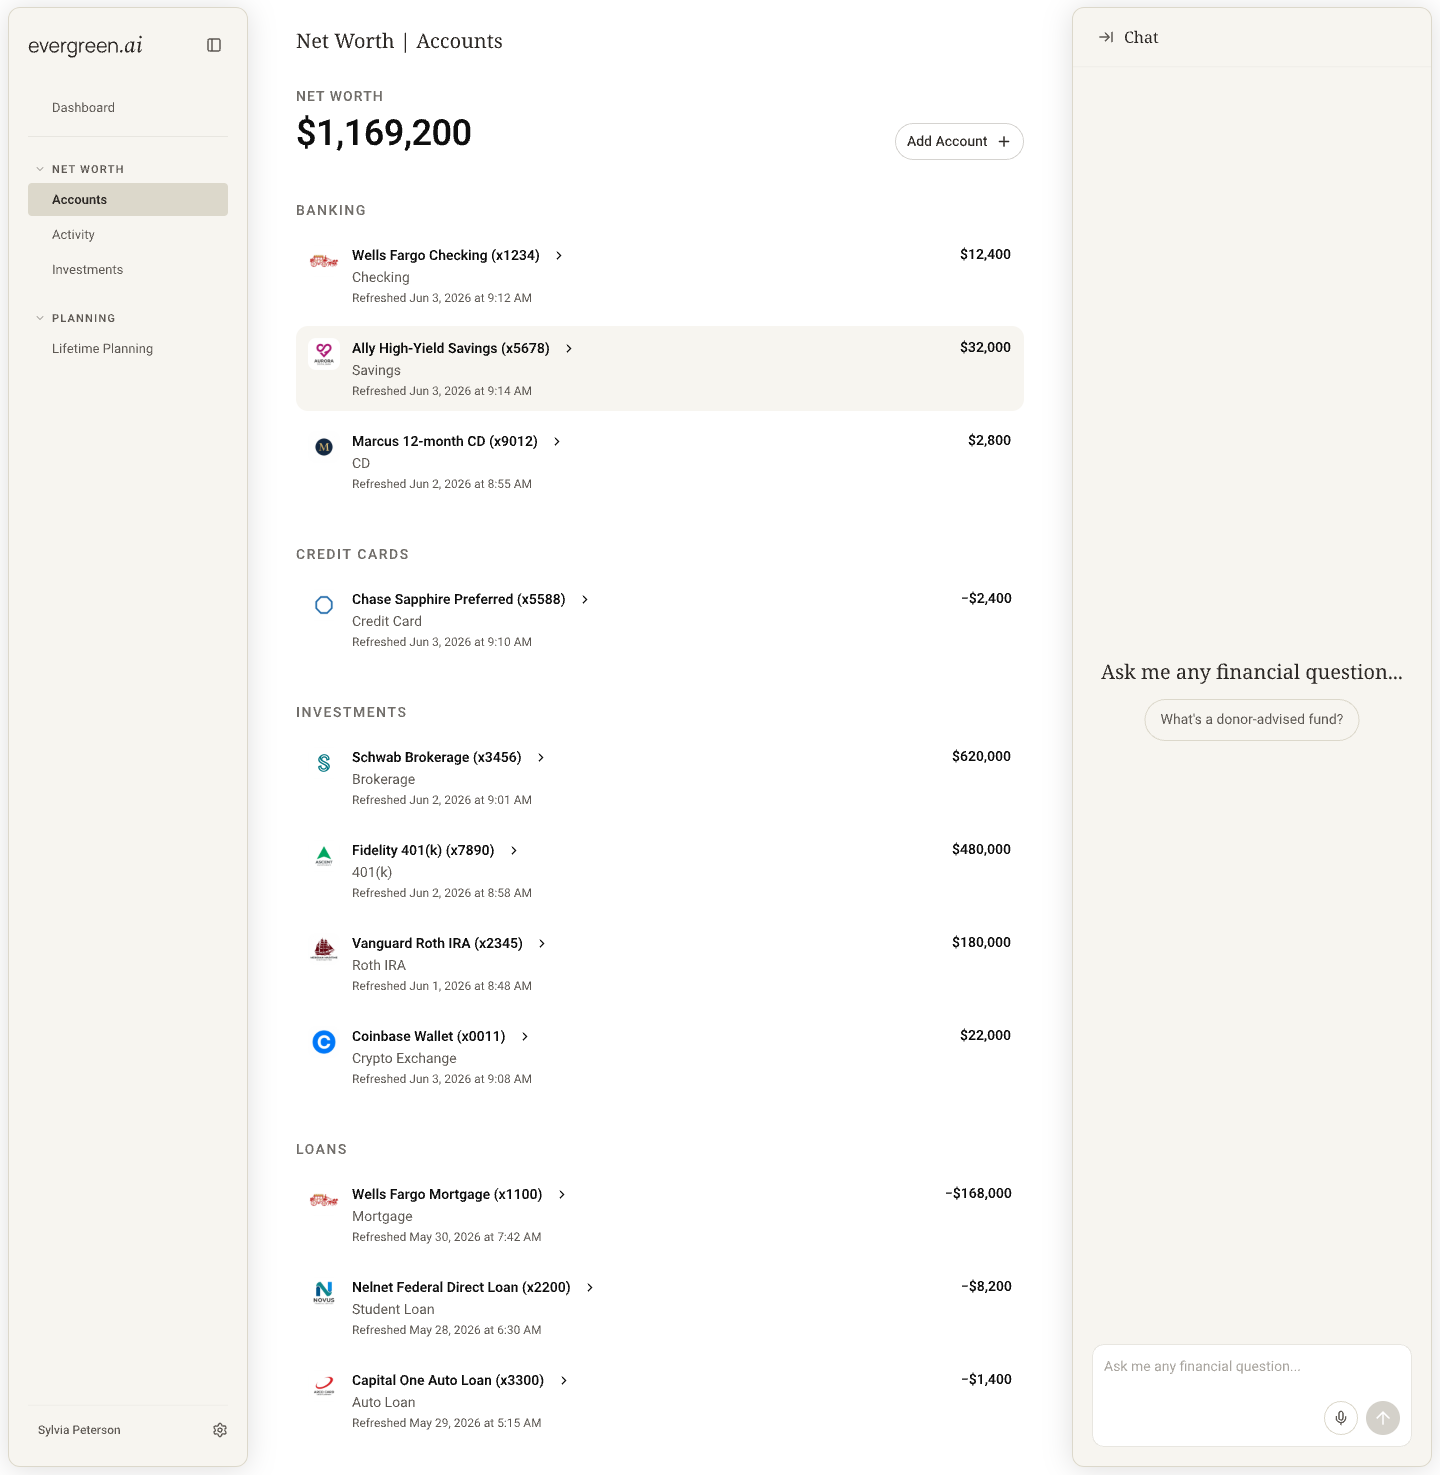 evergreen.ai
Dashboard
NET WORTH
Accounts
Activity
Investments
PLANNING
Lifetime Planning
Sylvia Peterson
Net Worth | Accounts
NET WORTH
$1,169,200
Add Account
BANKING
Wells Fargo Checking (x1234)
$12,400
Checking
Refreshed Jun 3, 2026 at 9:12 AM
AURORA
Ally High-Yield Savings (x5678)
$32,000
Savings
Refreshed Jun 3, 2026 at 9:14 AM
M
Marcus 12-month CD (x9012)
$2,800
CD
Refreshed Jun 2, 2026 at 8:55 AM
CREDIT CARDS
Chase Sapphire Preferred (x5588)
−$2,400
Credit Card
Refreshed Jun 3, 2026 at 9:10 AM
INVESTMENTS
S
Schwab Brokerage (x3456)
$620,000
Brokerage
Refreshed Jun 2, 2026 at 9:01 AM
ASCENT
Fidelity 401(k) (x7890)
$480,000
401(k)
Refreshed Jun 2, 2026 at 8:58 AM
Vanguard Roth IRA (x2345)
$180,000
Roth IRA
Refreshed Jun 1, 2026 at 8:48 AM
C
Coinbase Wallet (x0011)
$22,000
Crypto Exchange
Refreshed Jun 3, 2026 at 9:08 AM
LOANS
Wells Fargo Mortgage (x1100)
−$168,000
Mortgage
Refreshed May 30, 2026 at 7:42 AM
N
NOVUS
Nelnet Federal Direct Loan (x2200)
−$8,200
Student Loan
Refreshed May 28, 2026 at 6:30 AM
Capital One Auto Loan (x3300)
−$1,400
Auto Loan
Refreshed May 29, 2026 at 5:15 AM
Chat
Ask me any financial question...
What's a donor-advised fund?
Ask me any financial question...